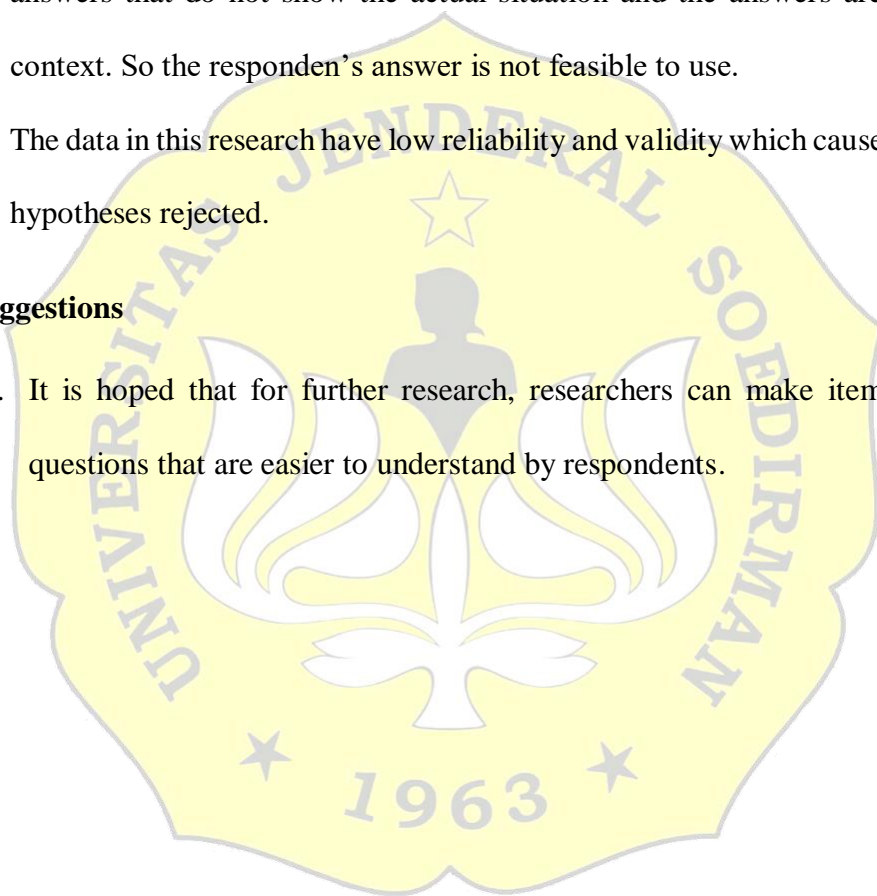 answers that do not show the actual situation and the answers are
context. So the responden's answer is not feasible to use.
The data in this research have low reliability and validity which cause
hypotheses rejected.
ggestions
. It is hoped that for further research, researchers can make item
questions that are easier to understand by respondents.
UNIVERSITAS JENDERAL SOEDIRMAN
1963